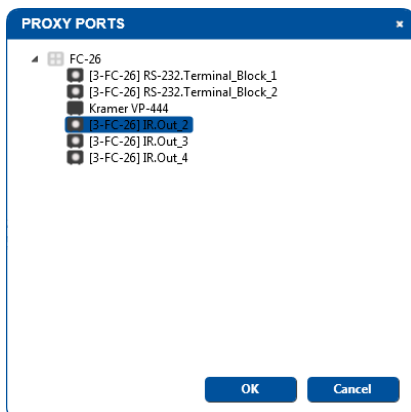 PROXY PORTS
FC-26
[3-FC-26] RS-232.Terminal_Block_1
[3-FC-26] RS-232.Terminal_Block_2
Kramer VP-444
[3-FC-26] IR.Out_2
[3-FC-26] IR.Out_3
[3-FC-26] IR.Out_4
OK Cancel